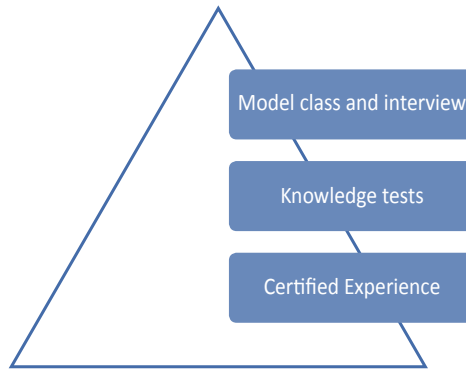 Model class and interview
Knowledge tests
Certified Experience